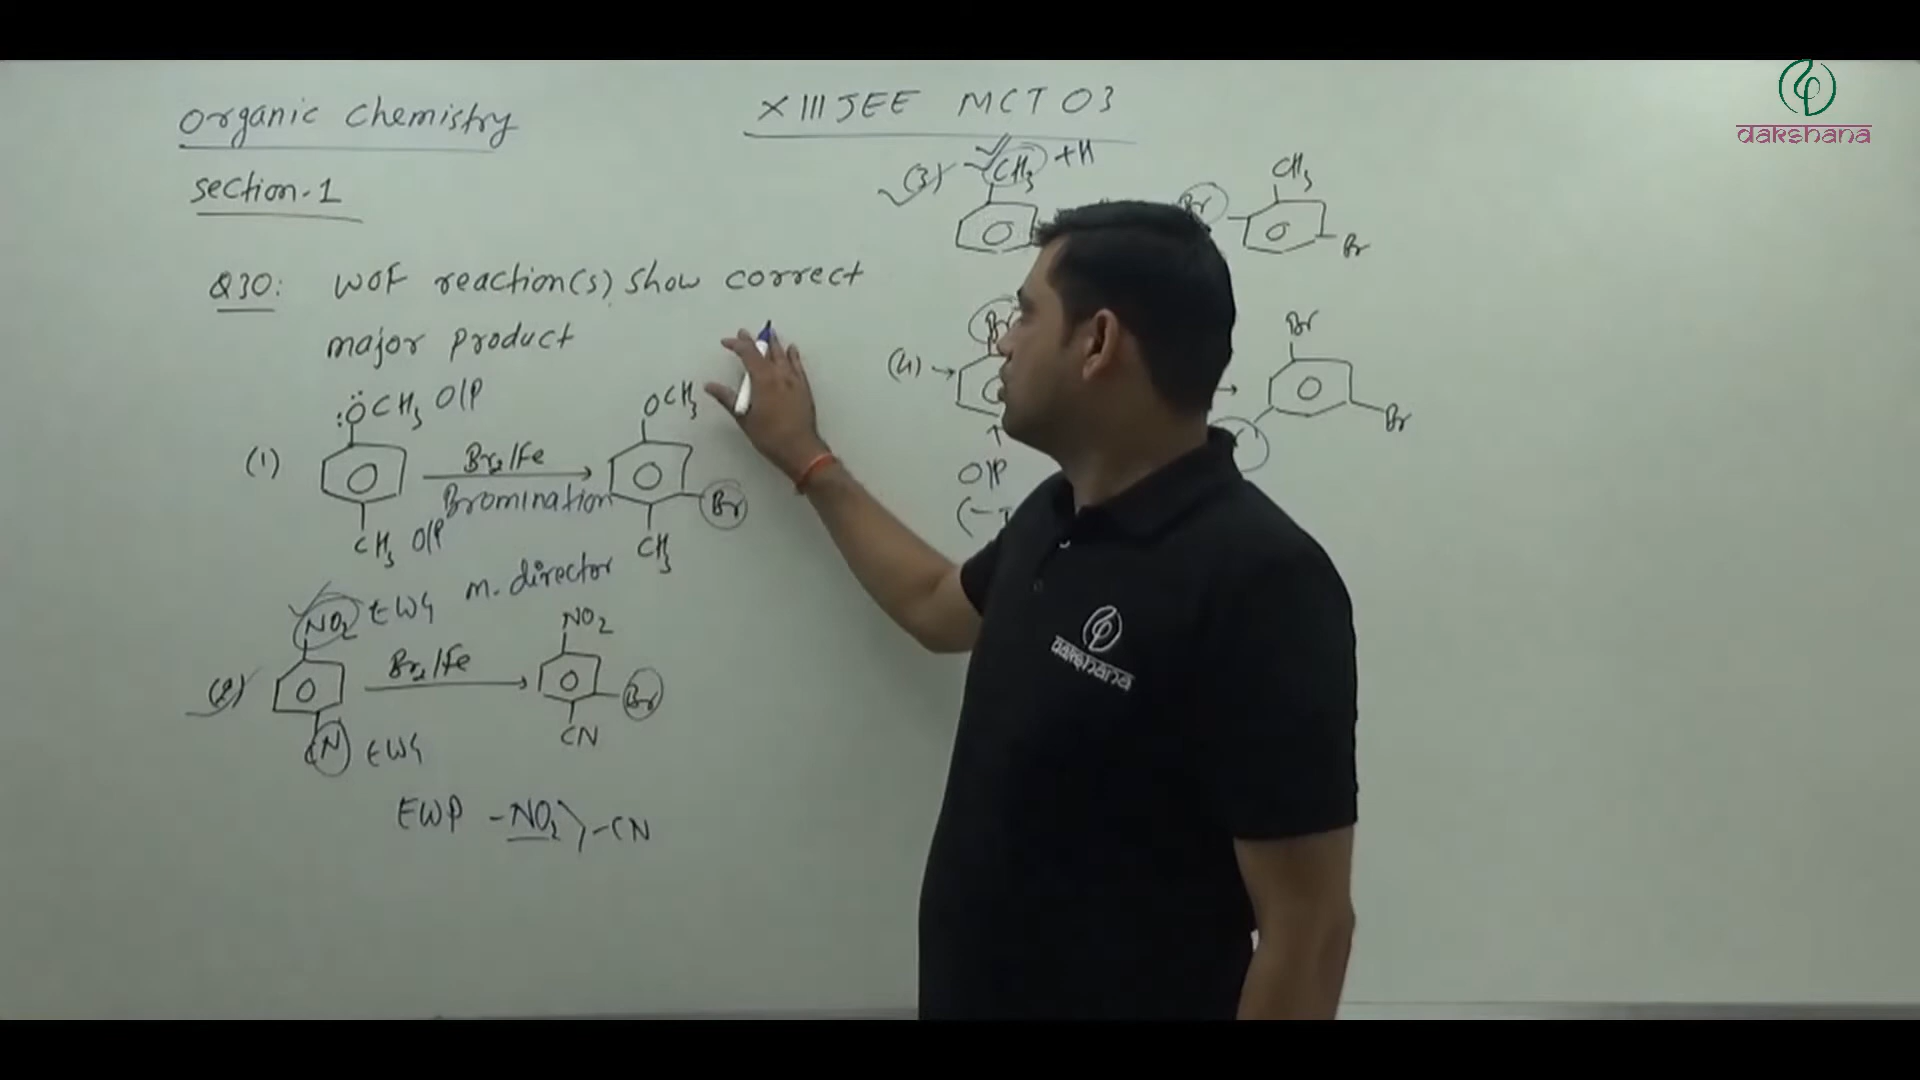 Organic Chemistry
XIII JEE MCT 03
dakshana
Section-1
(3) CH3 +H
CH3
Br
Br
Q30: WOF reaction(s) show correct
major product
(4) Br
Br
Br
:ÖCH3 O/P
OCH3
(1) Br2/Fe
Bromination
Br
O/P
CH3 O/P
CH3
NO2 EWG m. director
NO2
(2) Br2/Fe
Br
CN EWG
CN
EWP -NO2 > -CN
dakshana